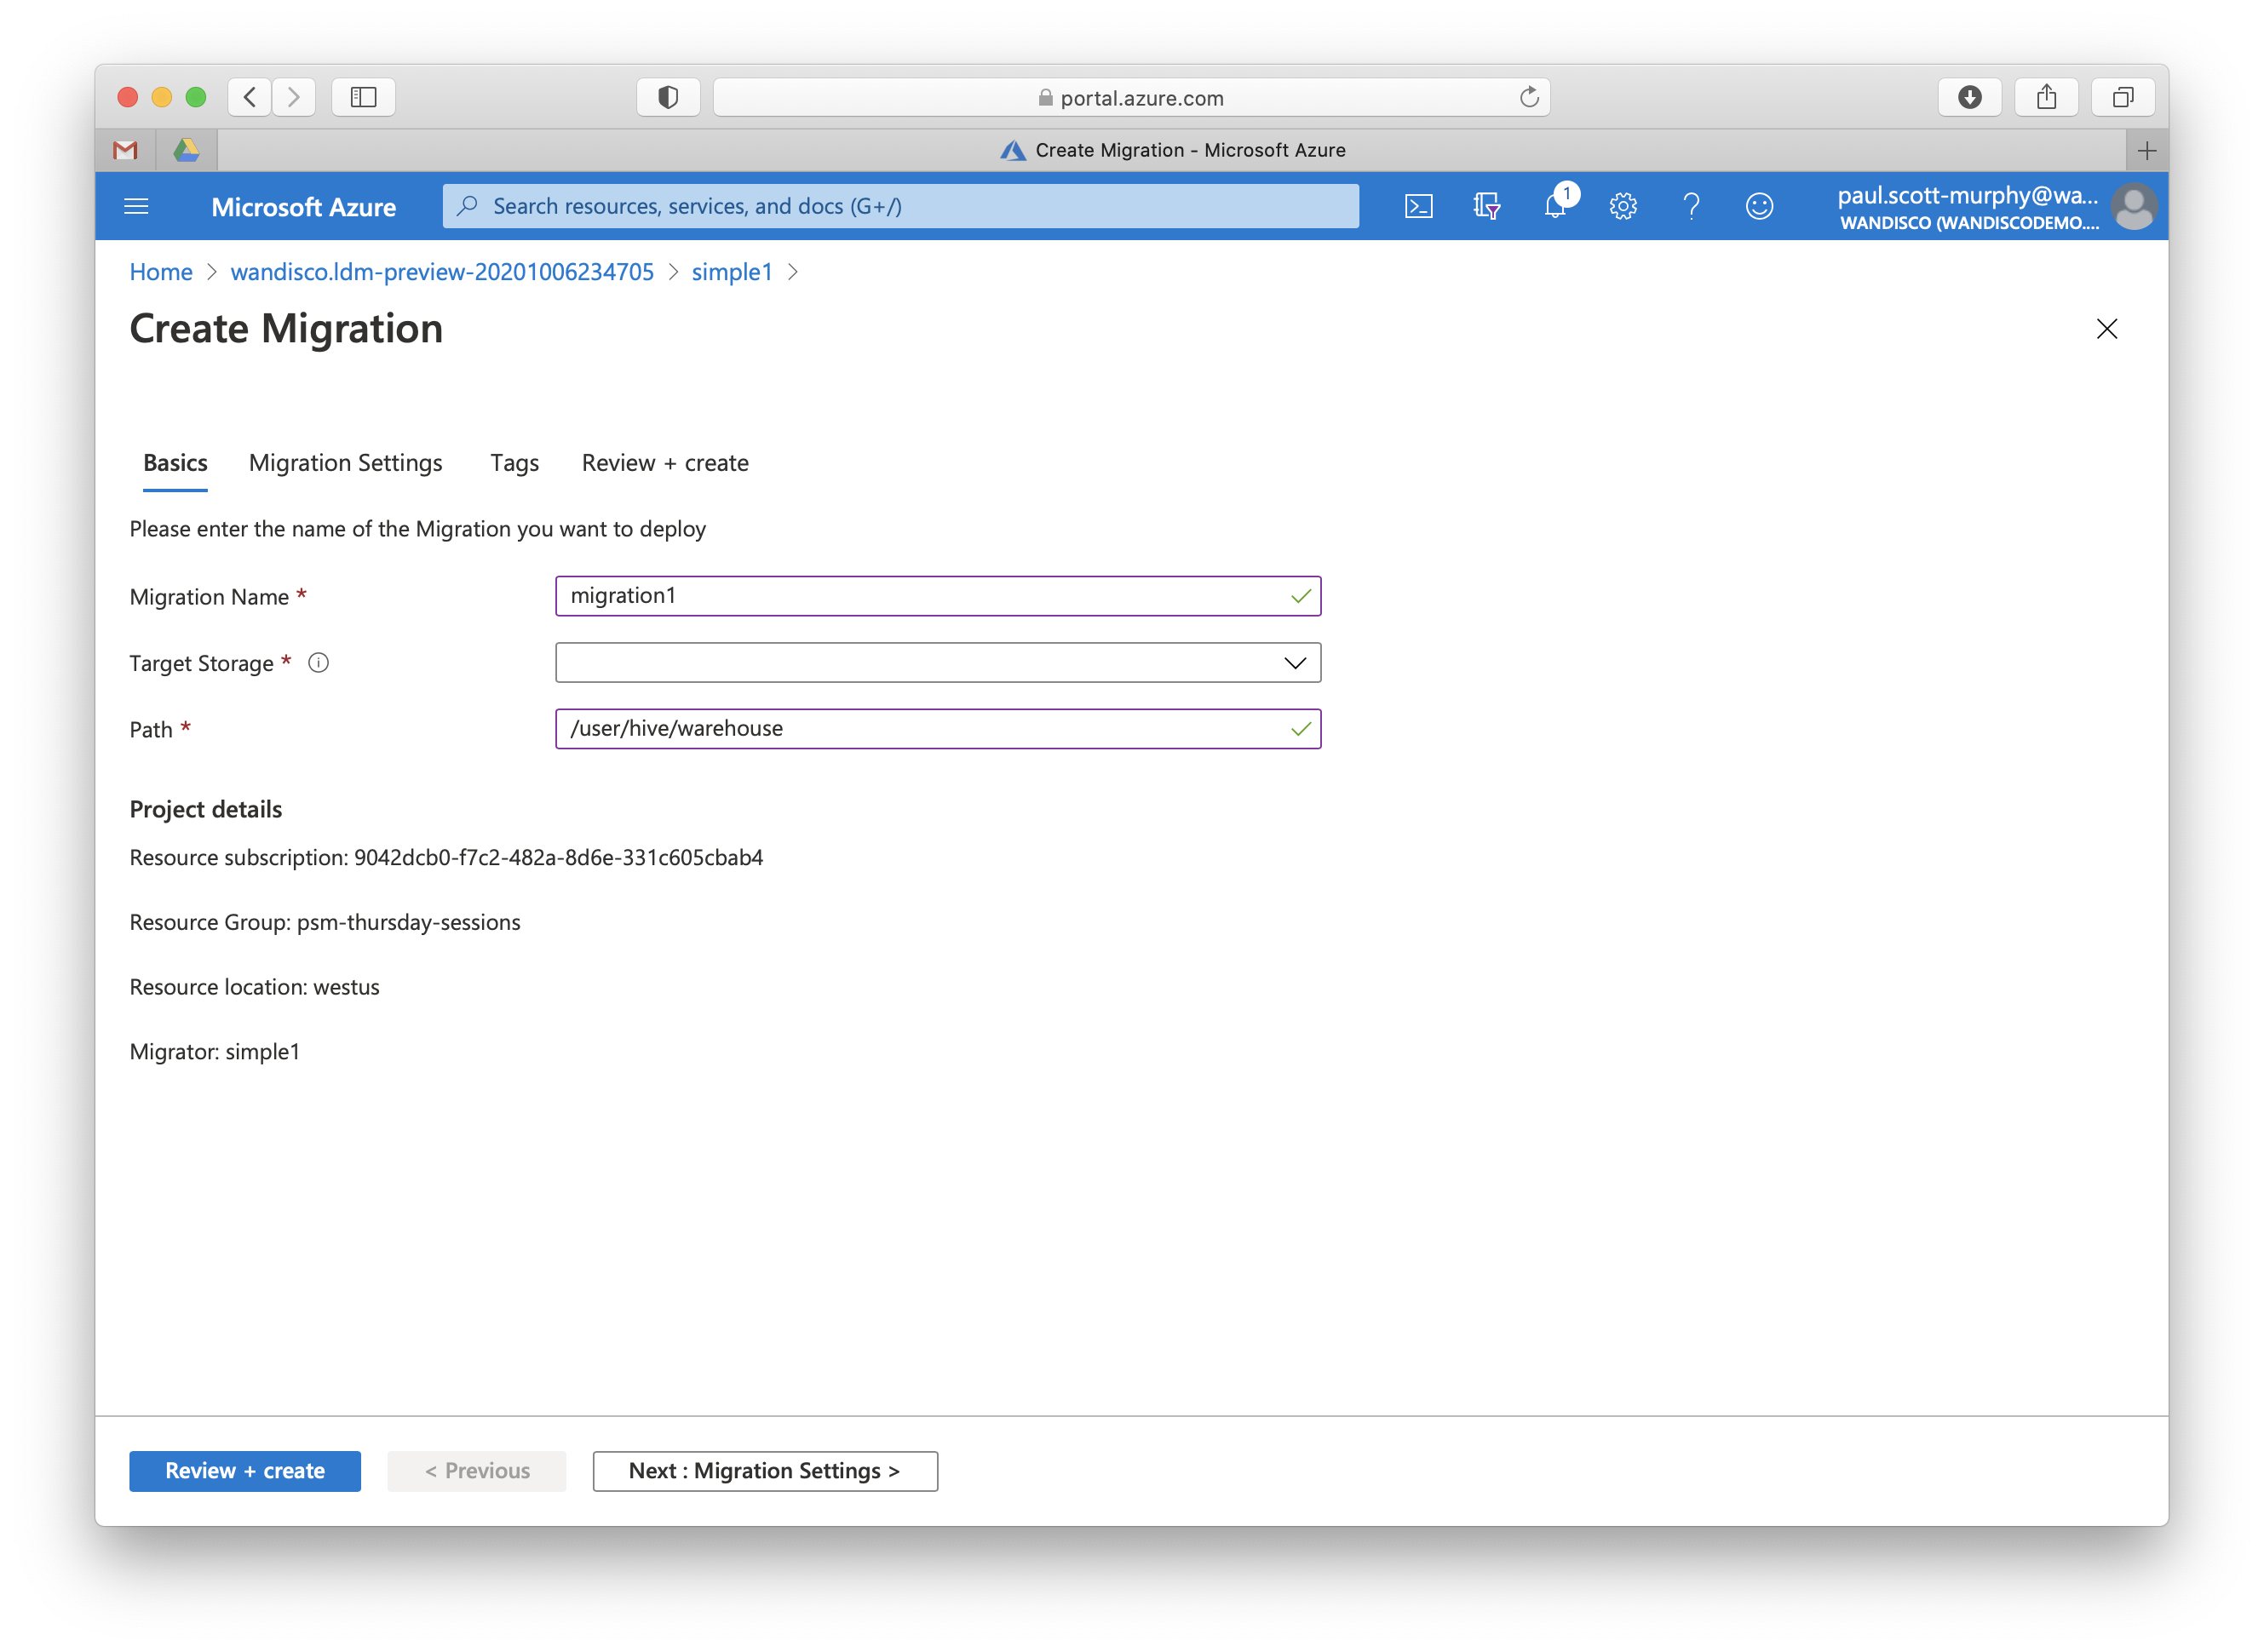 portal.azure.com
Create Migration - Microsoft Azure
Microsoft Azure
Search resources, services, and docs (G+/)
1
paul.scott-murphy@wa...
WANDISCO (WANDISCODEMO....
Home > wandisco.ldm-preview-20201006234705 > simple1 >
Create Migration
Basics Migration Settings Tags Review + create
Please enter the name of the Migration you want to deploy
Migration Name * migration1
Target Storage *
Path * /user/hive/warehouse
Project details
Resource subscription: 9042dcb0-f7c2-482a-8d6e-331c605cbab4
Resource Group: psm-thursday-sessions
Resource location: westus
Migrator: simple1
Review + create < Previous Next : Migration Settings >